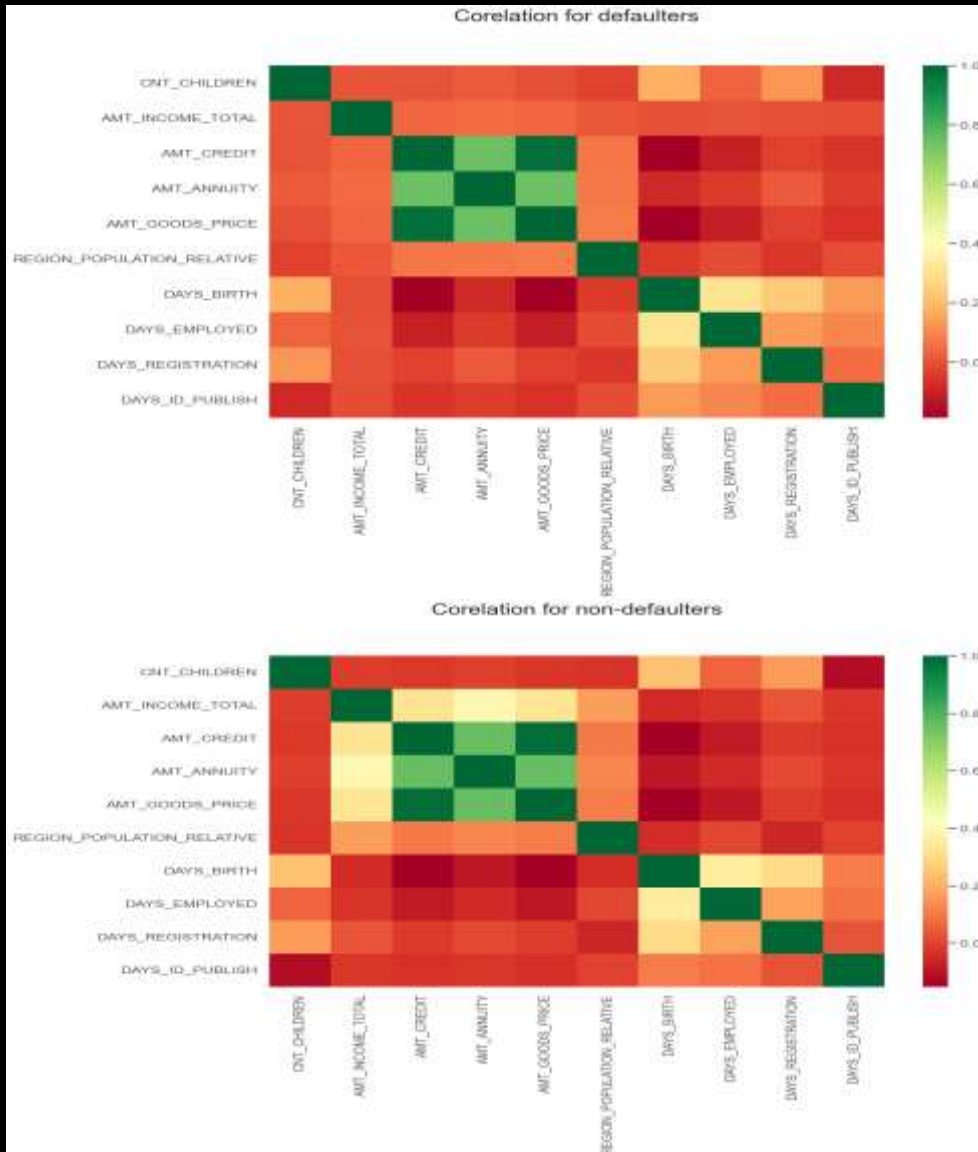 Corelation for defaulters
CNT_CHILDREN
AMT_INCOME_TOTAL
AMT_CREDIT
AMT_ANNUITY
AMT_GOODS_PRICE
REGION_POPULATION_RELATIVE
DAYS_BIRTH
DAYS_EMPLOYED
DAYS_REGISTRATION
DAYS_ID_PUBLISH
1.0
0.8
0.6
0.4
0.2
0.0
CNT_CHILDREN
AMT_INCOME_TOTAL
AMT_CREDIT
AMT_ANNUITY
AMT_GOODS_PRICE
REGION_POPULATION_RELATIVE
DAYS_BIRTH
DAYS_EMPLOYED
DAYS_REGISTRATION
DAYS_ID_PUBLISH
Corelation for non-defaulters
CNT_CHILDREN
AMT_INCOME_TOTAL
AMT_CREDIT
AMT_ANNUITY
AMT_GOODS_PRICE
REGION_POPULATION_RELATIVE
DAYS_BIRTH
DAYS_EMPLOYED
DAYS_REGISTRATION
DAYS_ID_PUBLISH
1.0
0.8
0.6
0.4
0.2
0.0
CNT_CHILDREN
AMT_INCOME_TOTAL
AMT_CREDIT
AMT_ANNUITY
AMT_GOODS_PRICE
REGION_POPULATION_RELATIVE
DAYS_BIRTH
DAYS_EMPLOYED
DAYS_REGISTRATION
DAYS_ID_PUBLISH